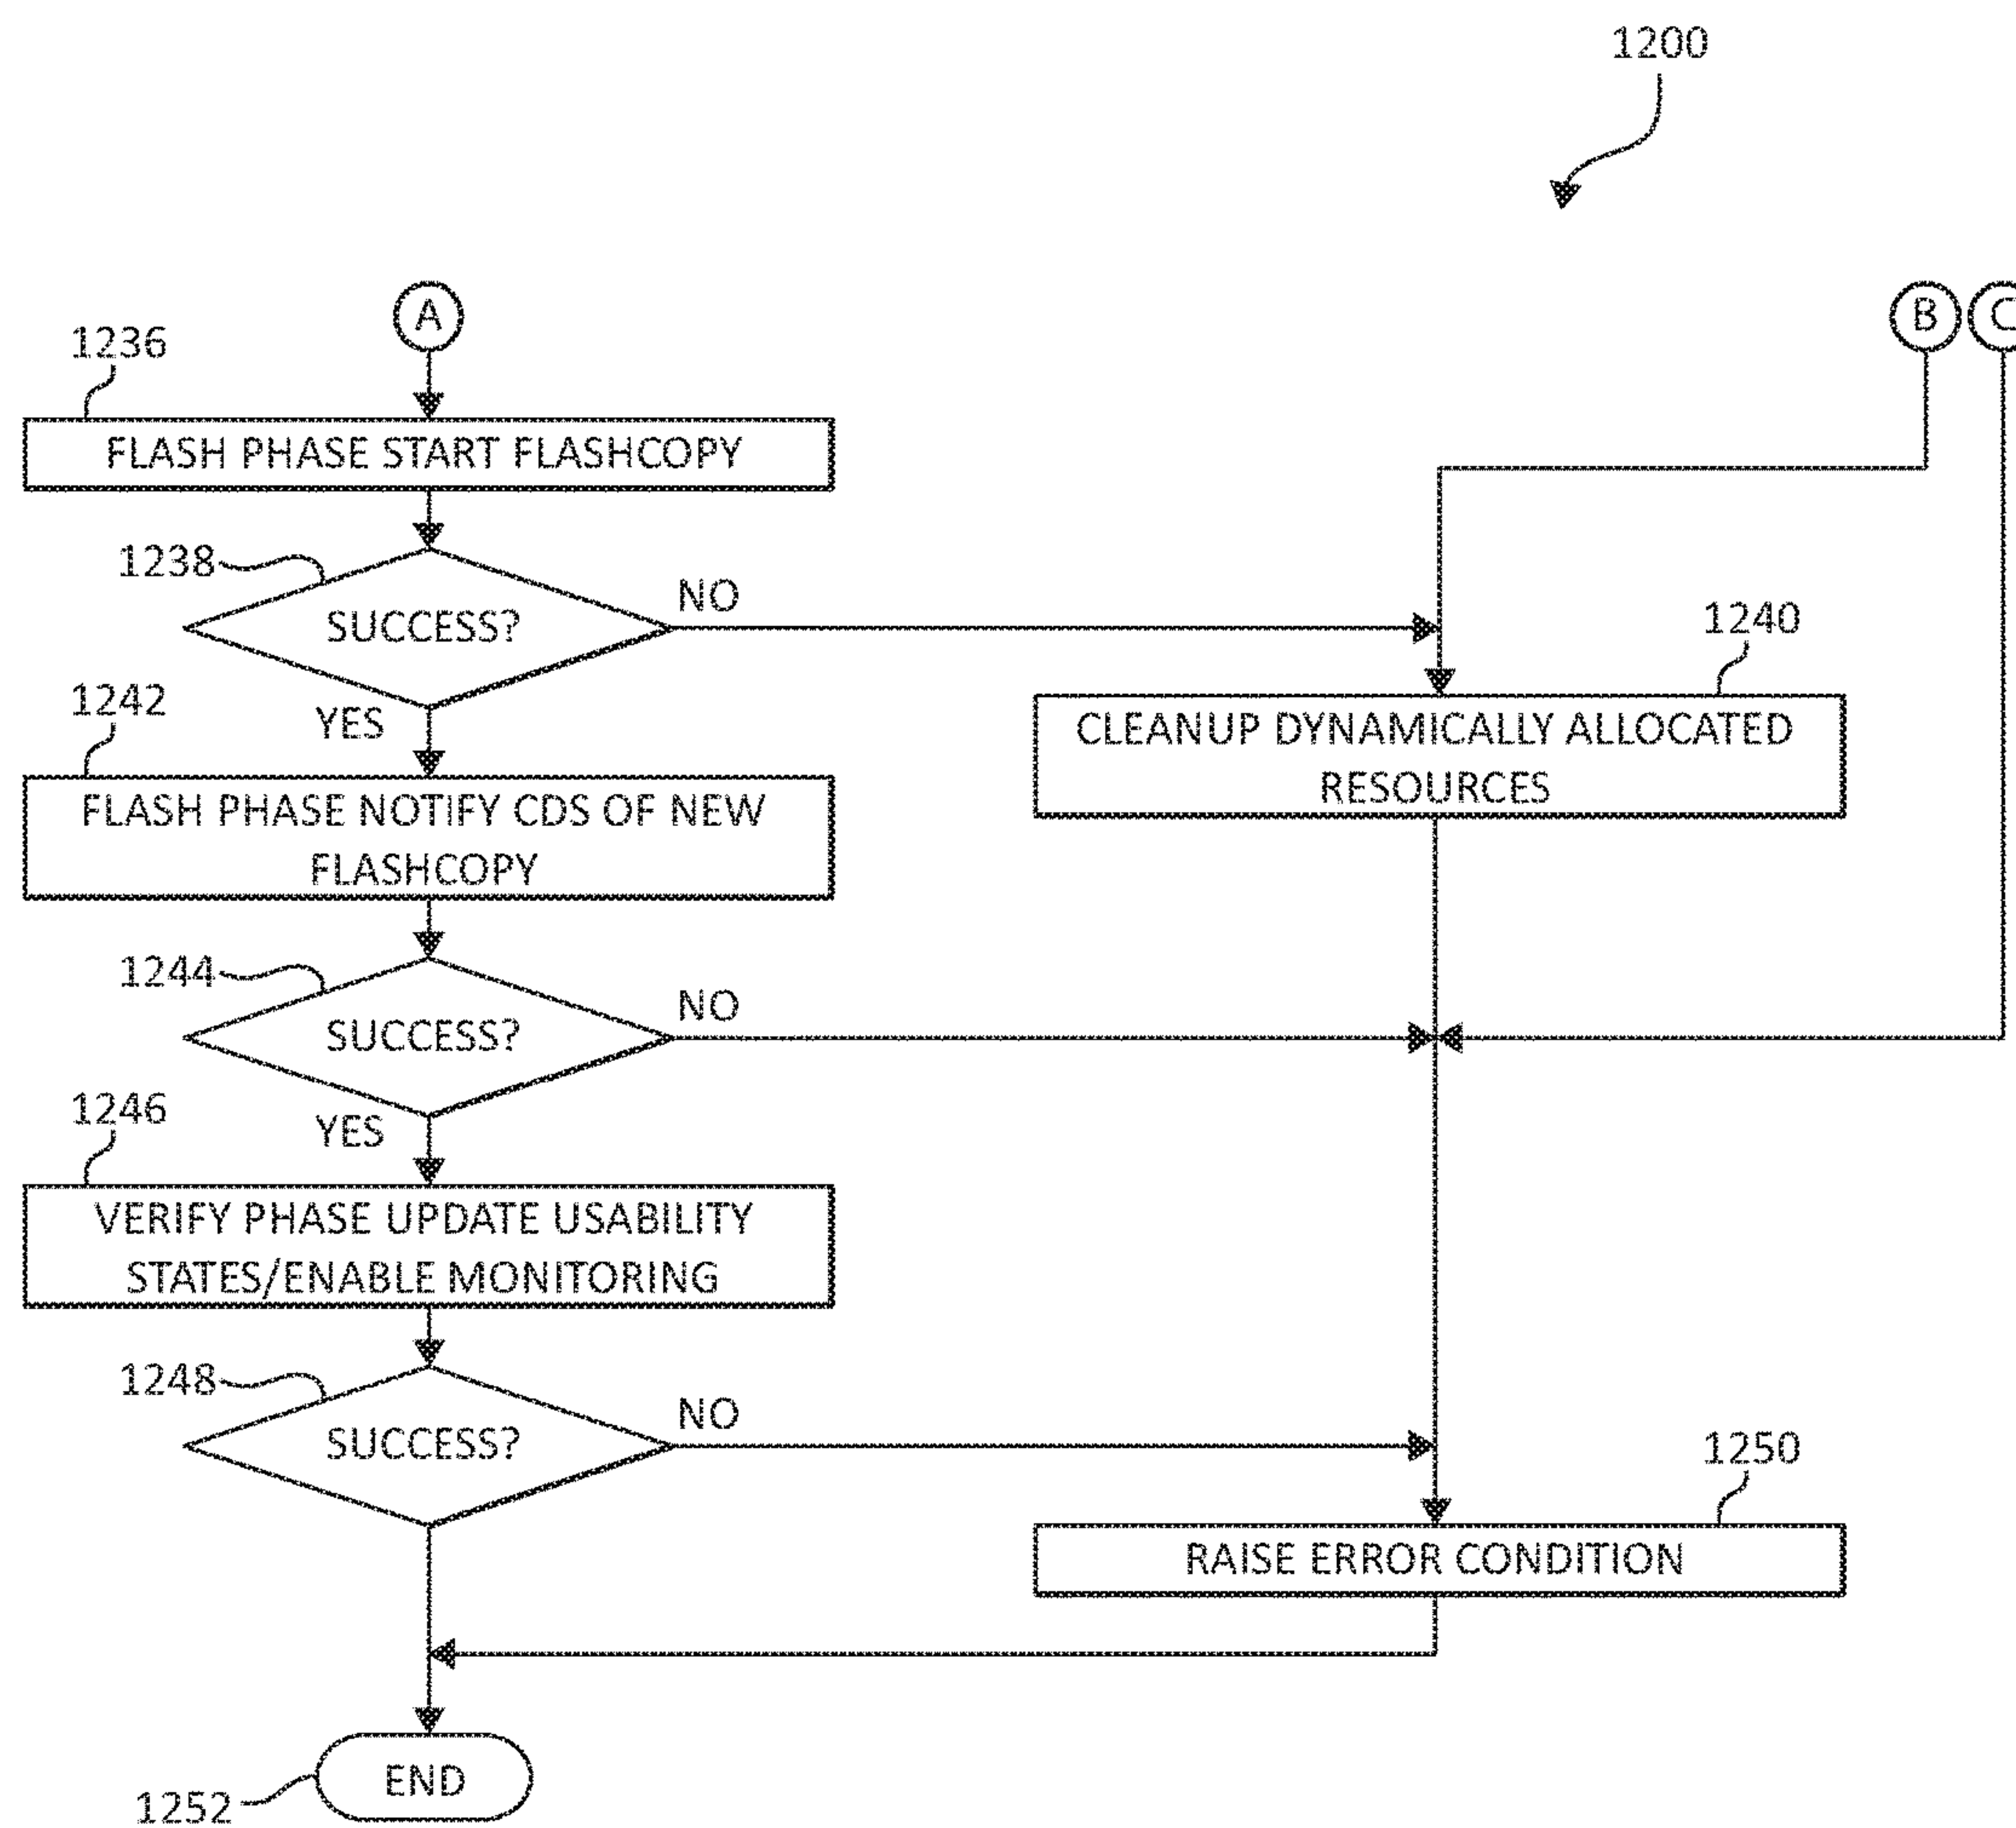 1200
A
B
C
1236
FLASH PHASE START FLASHCOPY
1238
SUCCESS?
NO
1240
YES
1242
CLEANUP DYNAMICALLY ALLOCATED
RESOURCES
FLASH PHASE NOTIFY CDS OF NEW
FLASHCOPY
1244
SUCCESS?
NO
YES
1246
VERIFY PHASE UPDATE USABILITY
STATES/ENABLE MONITORING
1248
SUCCESS?
NO
1250
RAISE ERROR CONDITION
END
1252